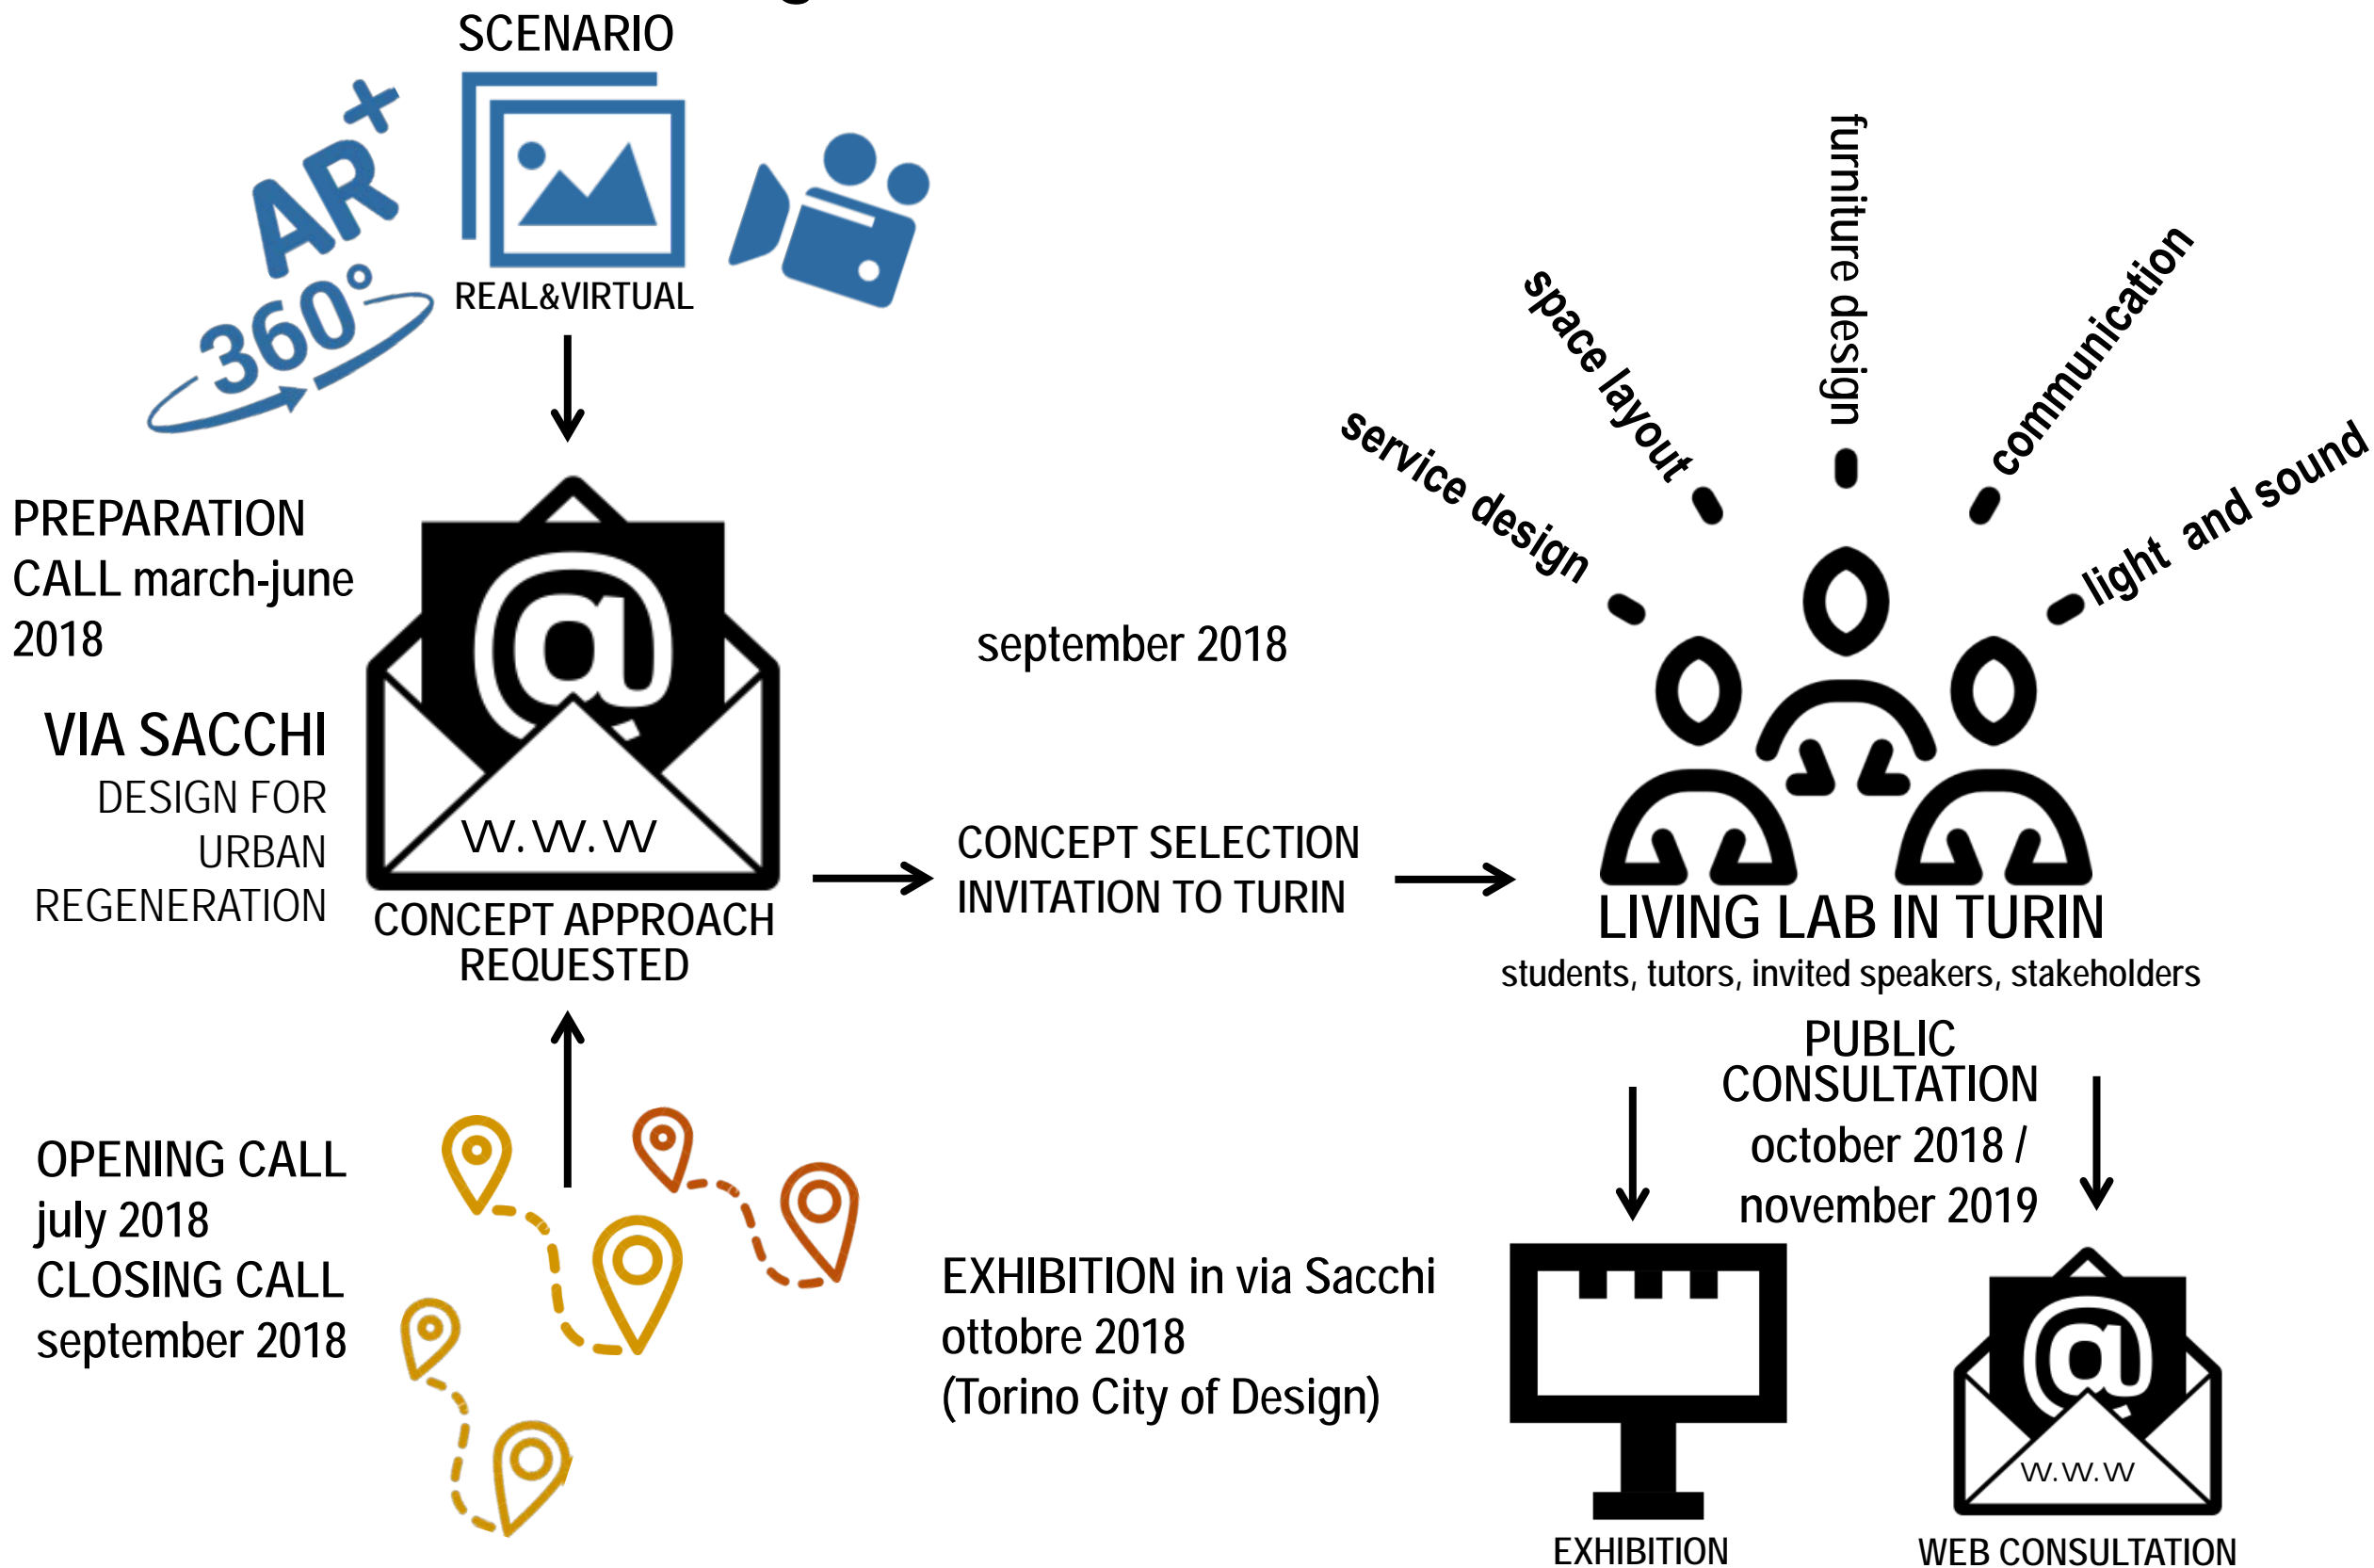 SCENARIO
AR+
360°
REAL&VIRTUAL
PREPARATION
CALL march-june
2018
VIA SACCHI
DESIGN FOR
URBAN
REGENERATION
@
W.W.W
CONCEPT APPROACH
REQUESTED
OPENING CALL
july 2018
CLOSING CALL
september 2018
september 2018
CONCEPT SELECTION
INVITATION TO TURIN
service design
space layout
furniture design
communication
light and sound
LIVING LAB IN TURIN
students, tutors, invited speakers, stakeholders
PUBLIC
CONSULTATION
october 2018 /
november 2019
EXHIBITION in via Sacchi
ottobre 2018
(Torino City of Design)
EXHIBITION
@
W.W.W
WEB CONSULTATION